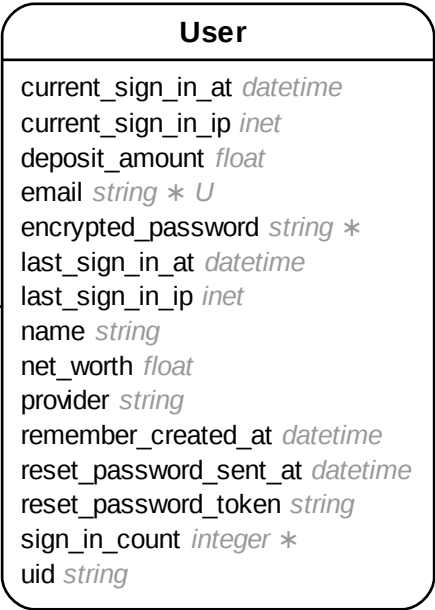 User
current_sign_in_at datetime
current_sign_in_ip inet
deposit_amount float
email string ∗ U
encrypted_password string ∗
last_sign_in_at datetime
last_sign_in_ip inet
name string
net_worth float
provider string
remember_created_at datetime
reset_password_sent_at datetime
reset_password_token string
sign_in_count integer ∗
uid string